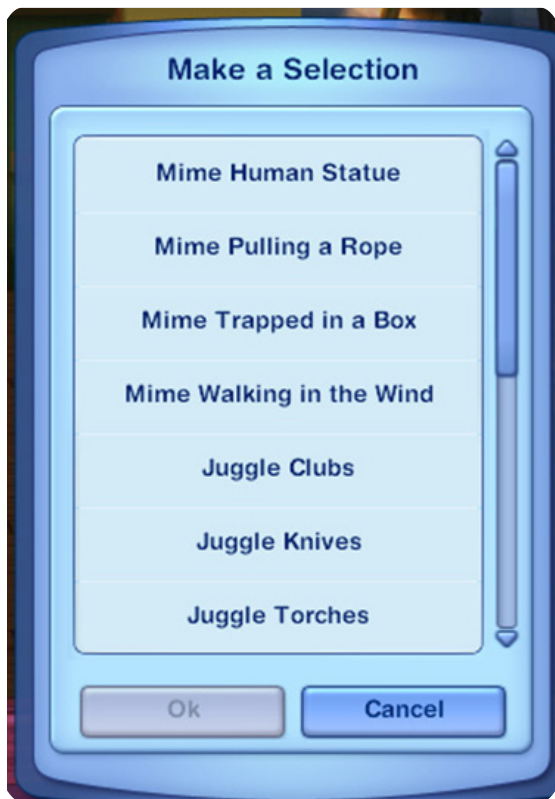 Make a Selection
Mime Human Statue
Mime Pulling a Rope
Mime Trapped in a Box
Mime Walking in the Wind
Juggle Clubs
Juggle Knives
Juggle Torches
Ok
Cancel